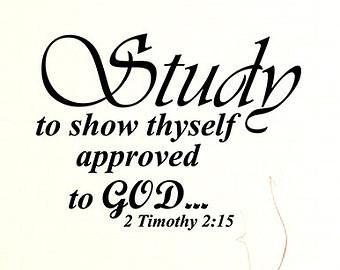 Study
to show thyself
approved
to GOD...
2 Timothy 2:15